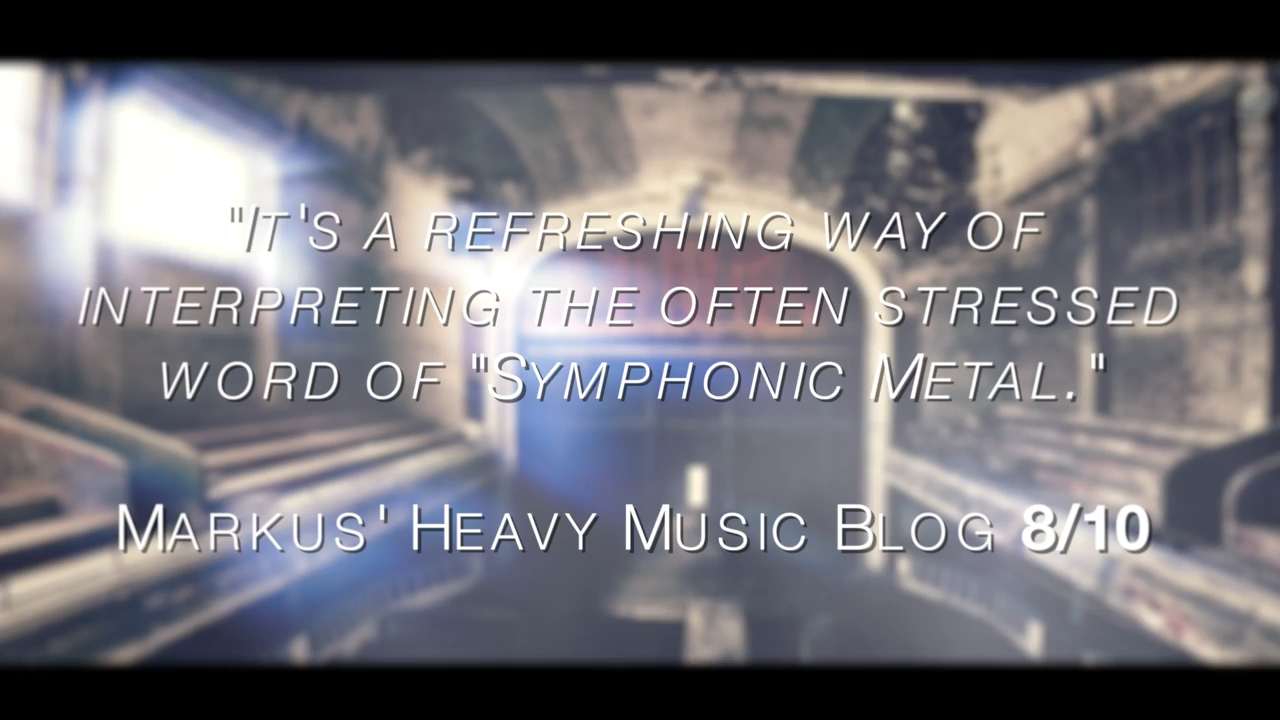 "It's a refreshing way of
interpreting the often stressed
word of "Symphonic Metal."
Markus' Heavy Music Blog 8/10